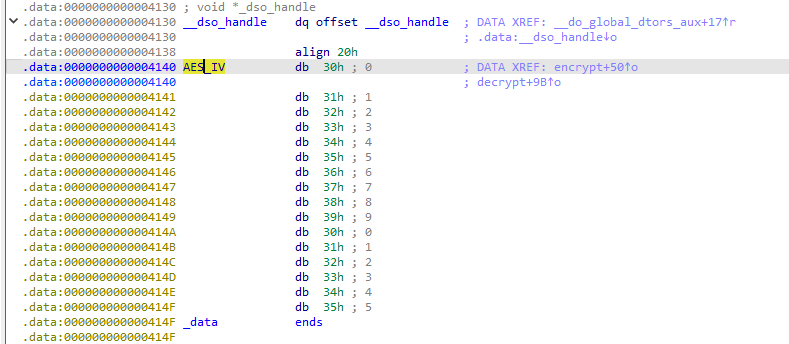 .data:0000000000004130 ; void *_dso_handle
.data:0000000000004130 __dso_handle dq offset __dso_handle ; DATA XREF: __do_global_dtors_aux+17↑r
.data:0000000000004130 ; .data:__dso_handle↓o
.data:0000000000004138 align 20h
.data:0000000000004140 AES_IV db 30h ; 0 ; DATA XREF: encrypt+50↑o
.data:0000000000004140 ; decrypt+9B↑o
.data:0000000000004141 db 31h ; 1
.data:0000000000004142 db 32h ; 2
.data:0000000000004143 db 33h ; 3
.data:0000000000004144 db 34h ; 4
.data:0000000000004145 db 35h ; 5
.data:0000000000004146 db 36h ; 6
.data:0000000000004147 db 37h ; 7
.data:0000000000004148 db 38h ; 8
.data:0000000000004149 db 39h ; 9
.data:000000000000414A db 30h ; 0
.data:000000000000414B db 31h ; 1
.data:000000000000414C db 32h ; 2
.data:000000000000414D db 33h ; 3
.data:000000000000414E db 34h ; 4
.data:000000000000414F db 35h ; 5
.data:000000000000414F _data ends
.data:000000000000414F